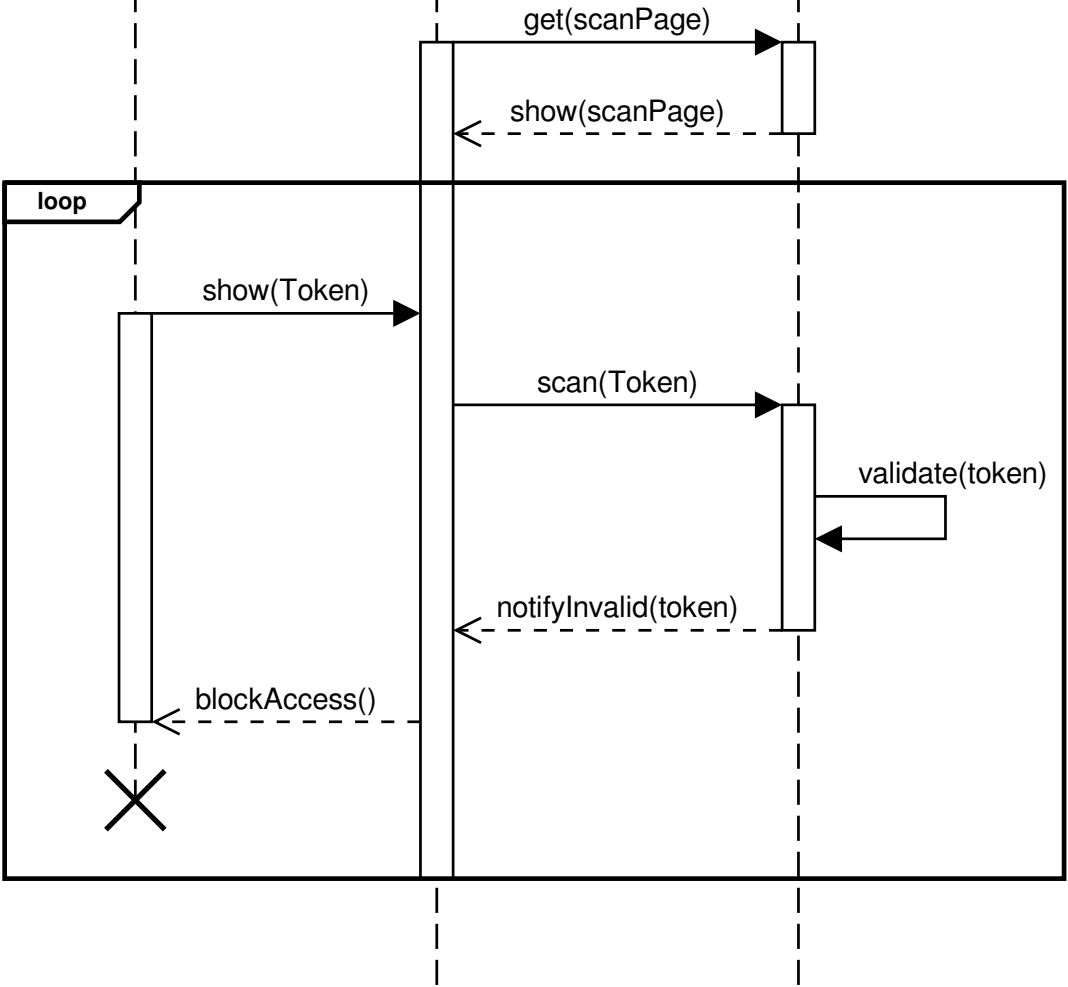 get(scanPage)
show(scanPage)
loop
show(Token)
scan(Token)
validate(token)
notifyInvalid(token)
blockAccess()